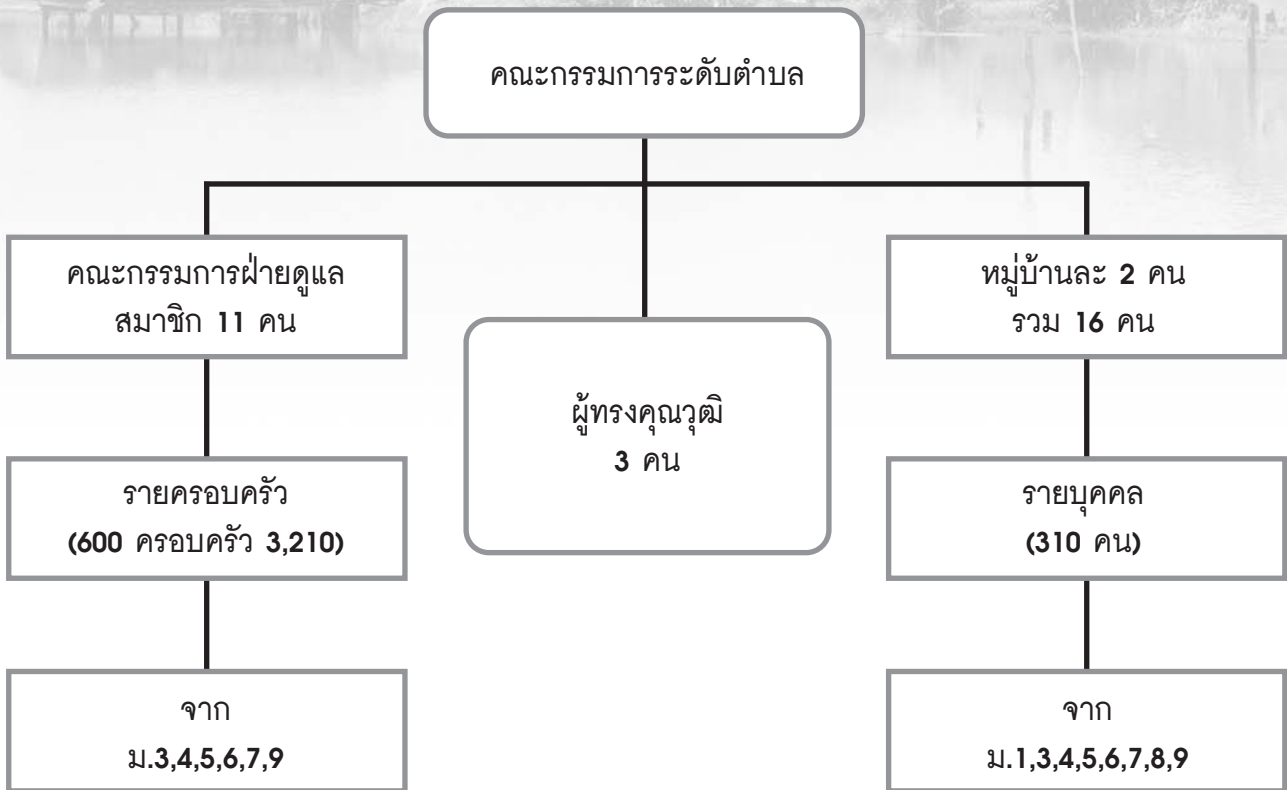 คณะกรรมการระดับตำบล
คณะกรรมการฝ่ายดูแล
สมาชิก 11 คน
ผู้ทรงคุณวุฒิ
3 คน
หมู่บ้านละ 2 คน
รวม 16 คน
รายครอบครัว
(600 ครอบครัว 3,210)
รายบุคคล
(310 คน)
จาก
ม.3,4,5,6,7,9
จาก
ม.1,3,4,5,6,7,8,9